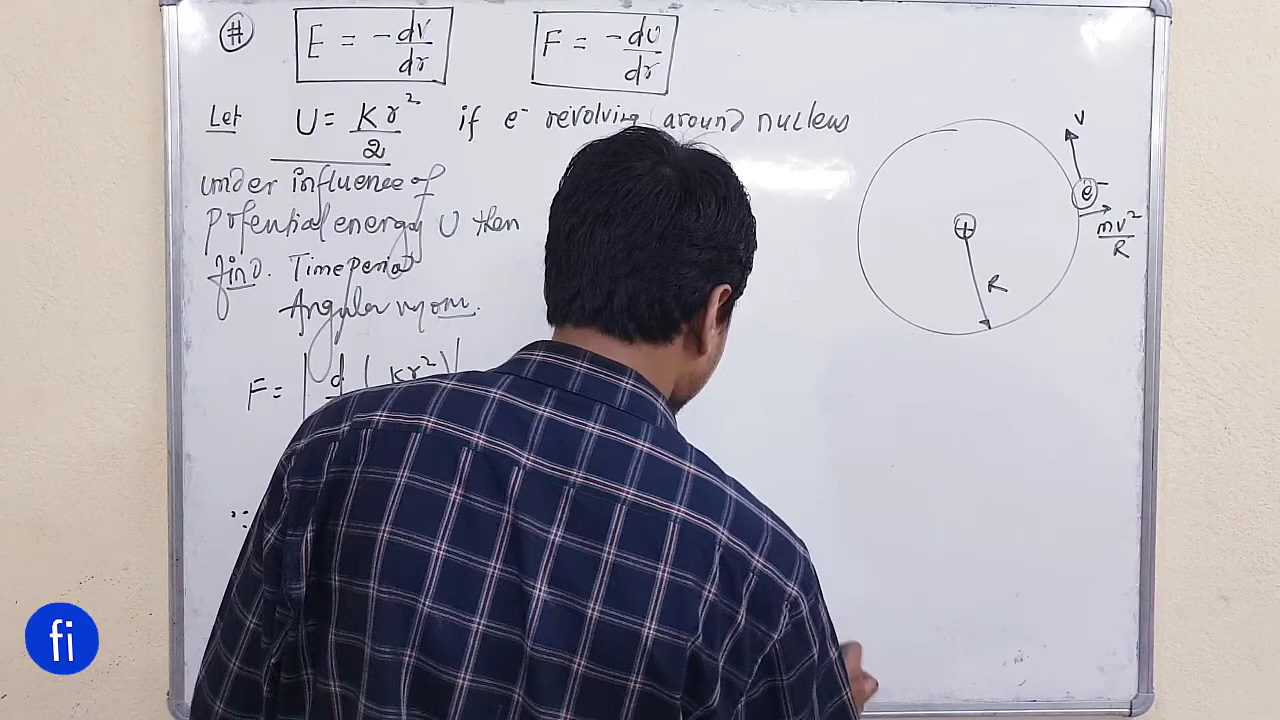 # E = -dv/dr F = -dU/dr
Let U = Kr²/2 if e⁻ revolving around nucleus
under influence of
potential energy U then
find. Time period
Angular mom.
F = | d (Kr²) |
∵
V
e⁻
mv²/R
+
R
fi